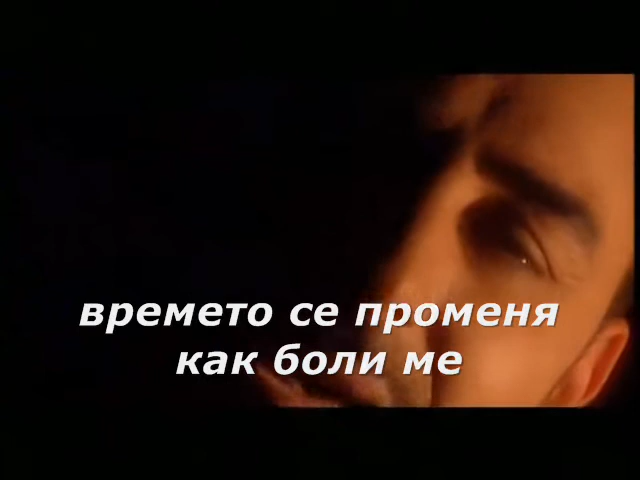 времето се променя
как боли ме